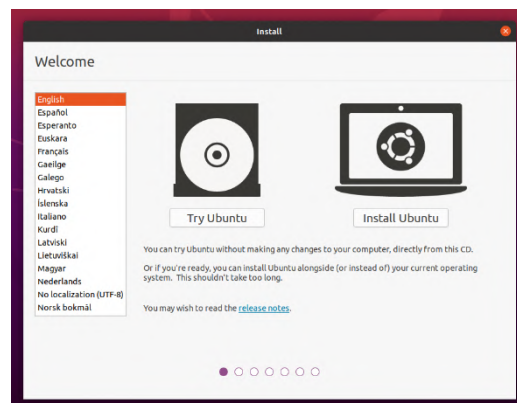 Install
Welcome
English
Español
Esperanto
Euskara
Français
Gaeilge
Galego
Hrvatski
Íslenska
Italiano
Kurdî
Latviski
Lietuviškai
Magyar
Nederlands
No localization (UTF-8)
Norsk bokmål
Try Ubuntu
Install Ubuntu
You can try Ubuntu without making any changes to your computer, directly from this CD.
Or if you're ready, you can install Ubuntu alongside (or instead of) your current operating
system. This shouldn't take too long.
You may wish to read the release notes.